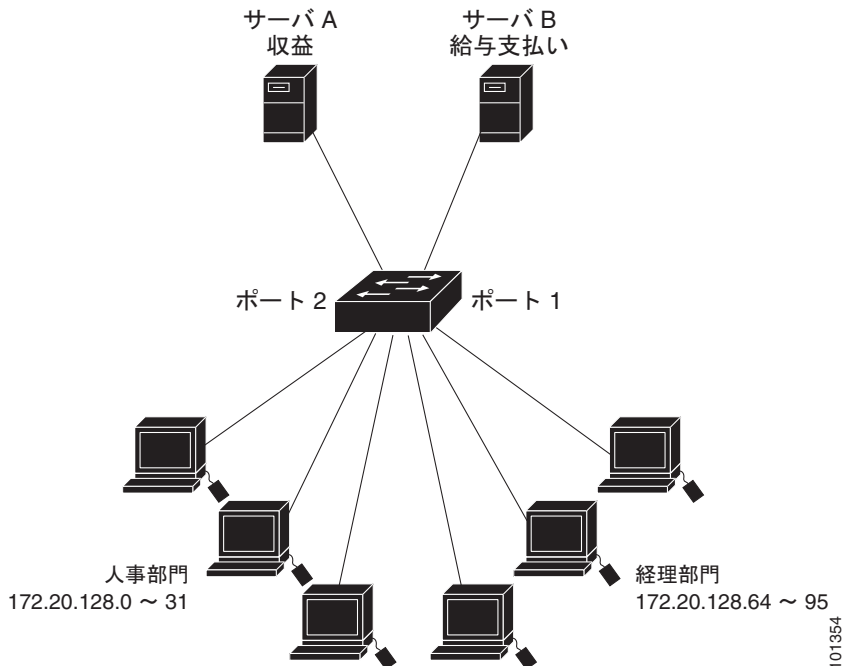 サーバ A
収益
サーバ B
給与支払い
ポート 2
ポート 1
人事部門
172.20.128.0 ～ 31
経理部門
172.20.128.64 ～ 95
101354